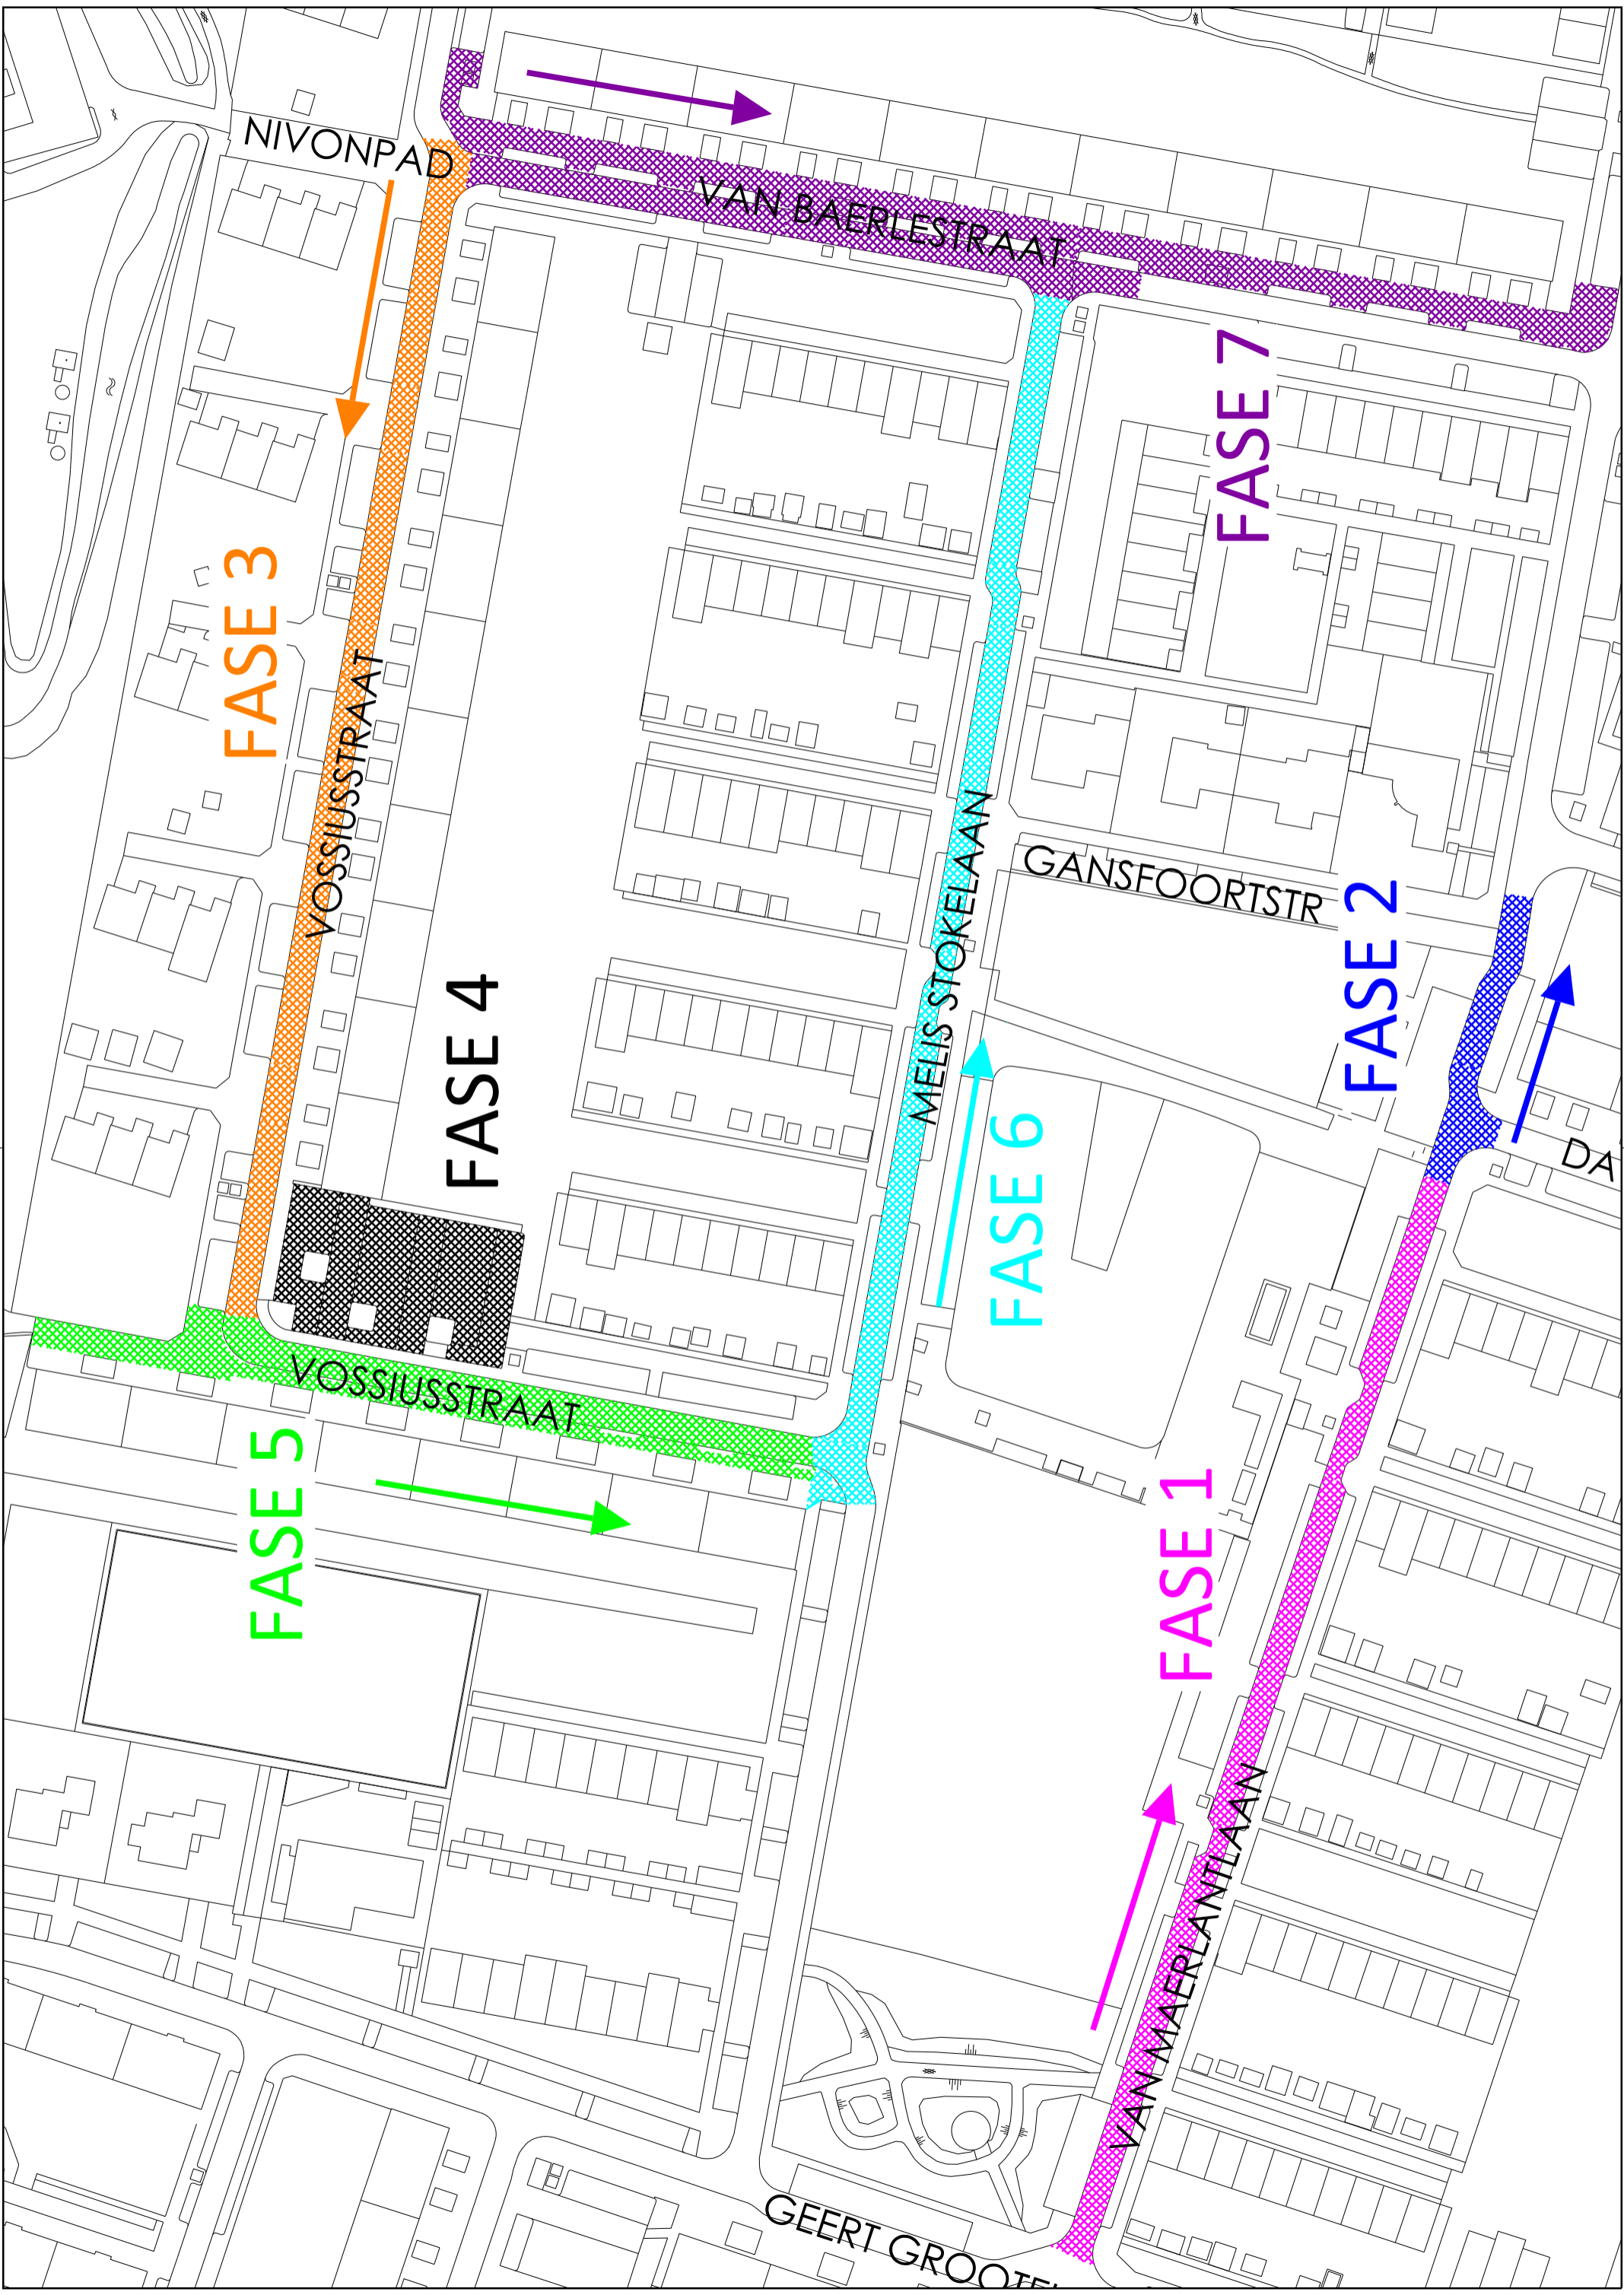 NIVONPAD
VAN BAERLESTRAAT
FASE 7
FASE 3
VOSSIUSSTRAAT
MELIS STOKELAAN
GANSFOORTSTR
FASE 2
FASE 4
FASE 6
DA
VOSSIUSSTRAAT
FASE 5
FASE 1
VAN MAERLANTLAAN
GEERT GROOTE